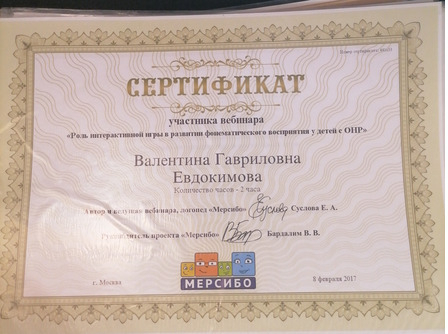 СЕРТИФИКАТ
участника вебинара
«Роль интерактивной игры в развитии фонематического восприятия у детей с ОНР»
Валентина Гавриловна
Евдокимова
Количество часов - 2 часа
Автор и ведущая вебинара, логопед «Мерсибо» Суслова Е. А.
Руководитель проекта «Мерсибо» Бардалим В. В.
МЕРСИБО
г. Москва 8 февраля 2017